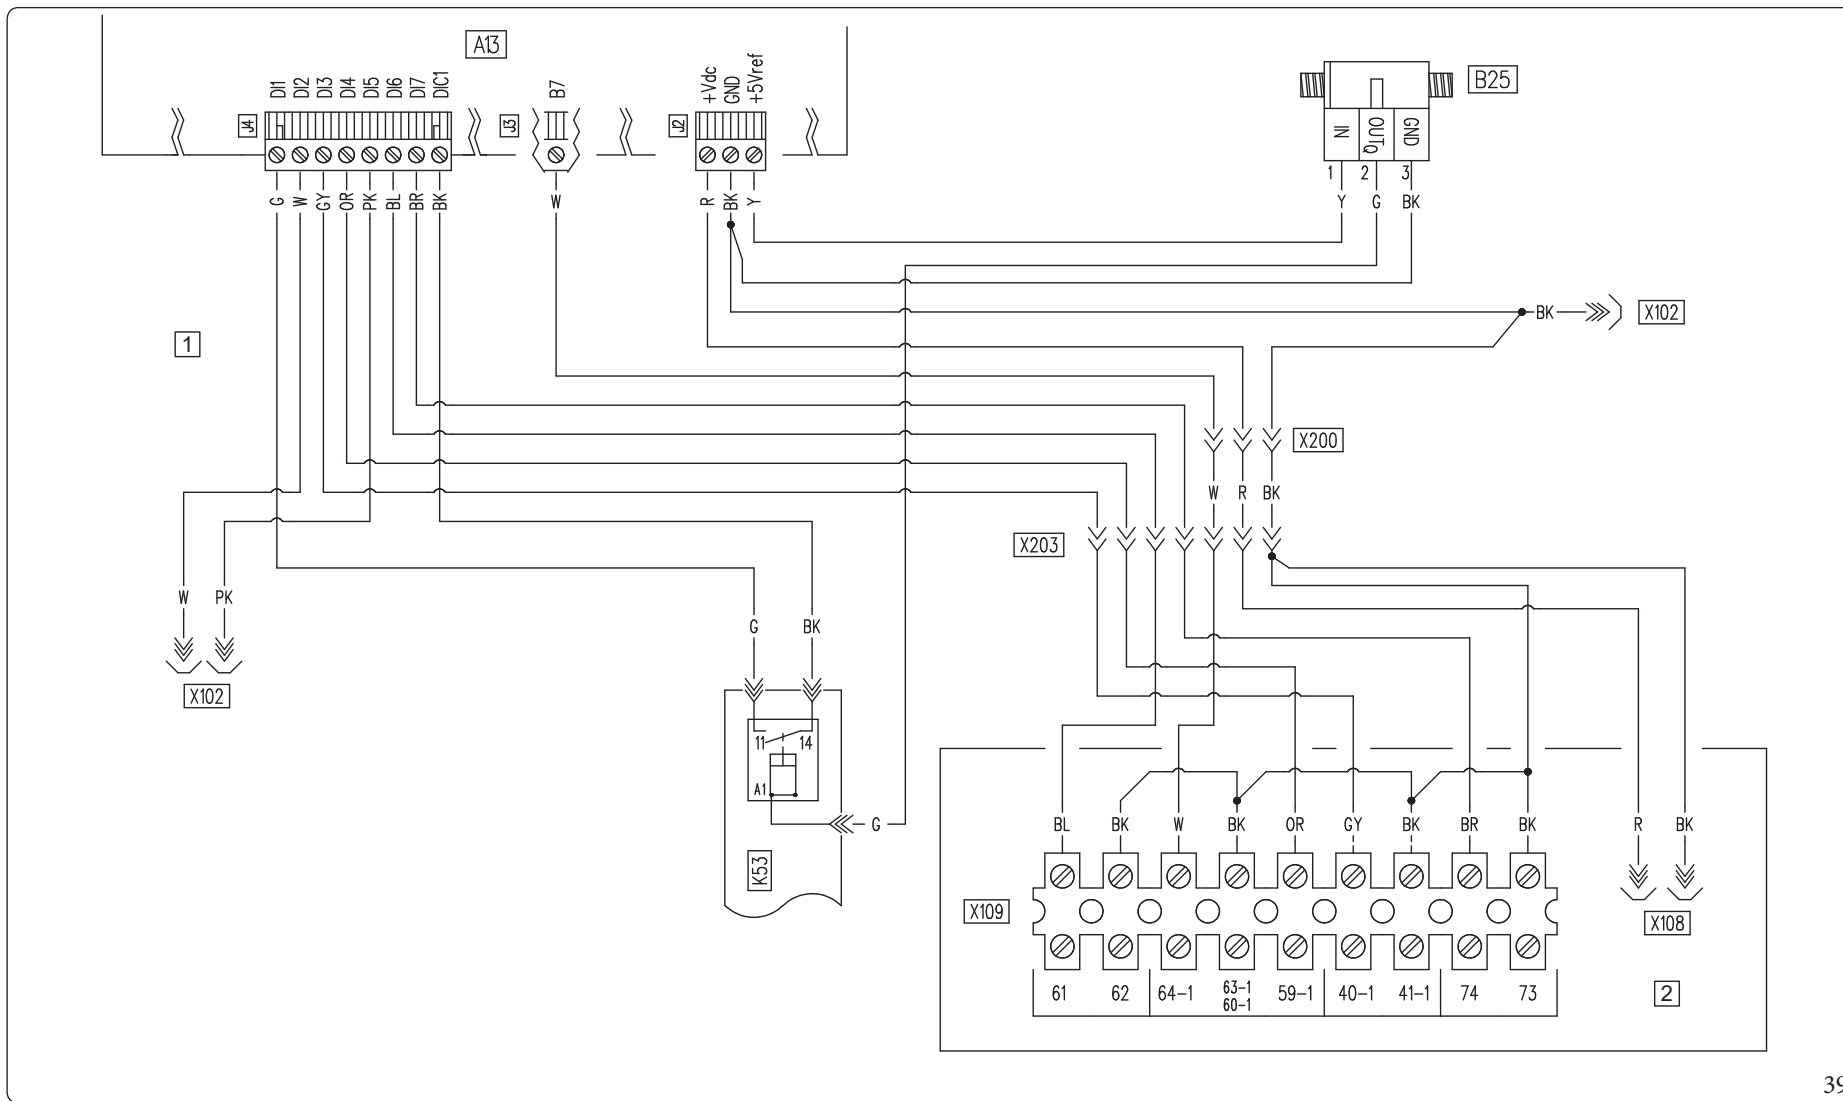 A13
B25
DI1 DI2 DI3 DI4 DI5 DI6 DI7 DIC1
B7
+Vdc GND +5Vref
J4
J3
J2
IN OUTQ GND
1 2 3
G W GY OR PK BL BR BK
W
R BK Y
Y G BK
BK
X102
1
X200
W R BK
X203
W PK
X102
G BK
11 14
A1
G
K53
BL BK W BK OR GY BK BR BK
R BK
X109
X108
61 62 64-1 63-1 59-1 40-1 41-1 74 73
60-1
2
39